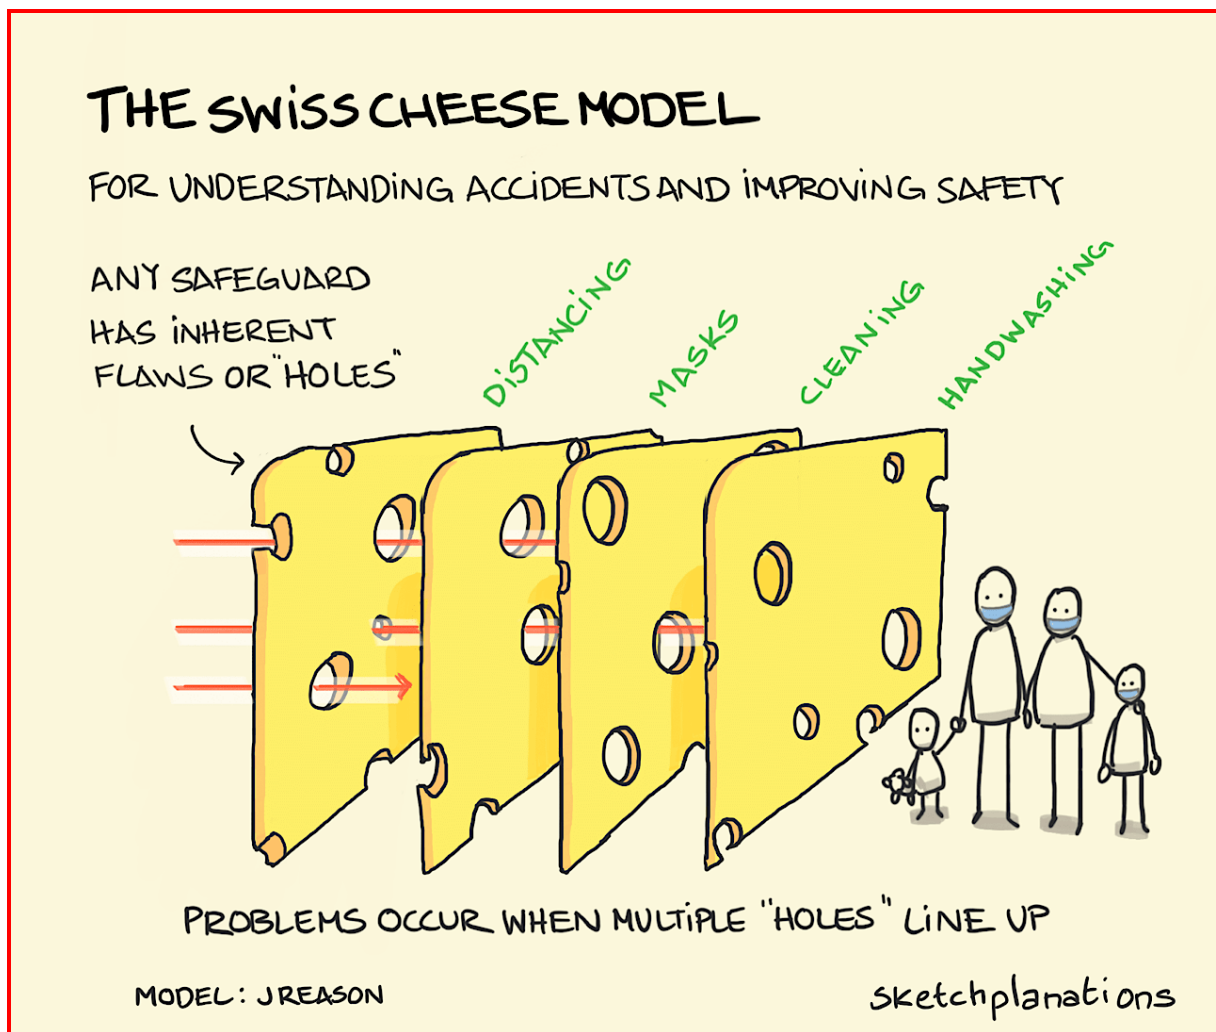 THE SWISS CHEESE MODEL
FOR UNDERSTANDING ACCIDENTS AND IMPROVING SAFETY
ANY SAFEGUARD
HAS INHERENT
FLAWS OR "HOLES"
DISTANCING
MASKS
CLEANING
HANDWASHING
PROBLEMS OCCUR WHEN MULTIPLE "HOLES" LINE UP
MODEL: J REASON
sketchplanations